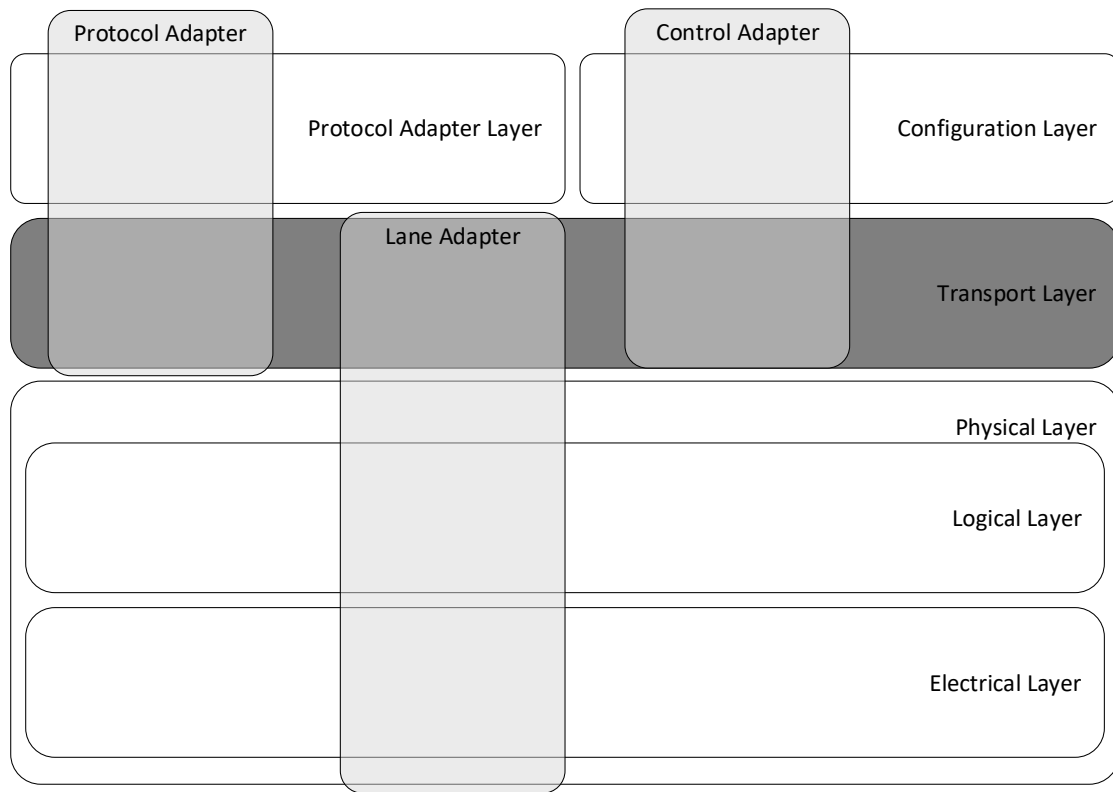 Protocol Adapter
Control Adapter
Protocol Adapter Layer
Configuration Layer
Lane Adapter
Transport Layer
Physical Layer
Logical Layer
Electrical Layer